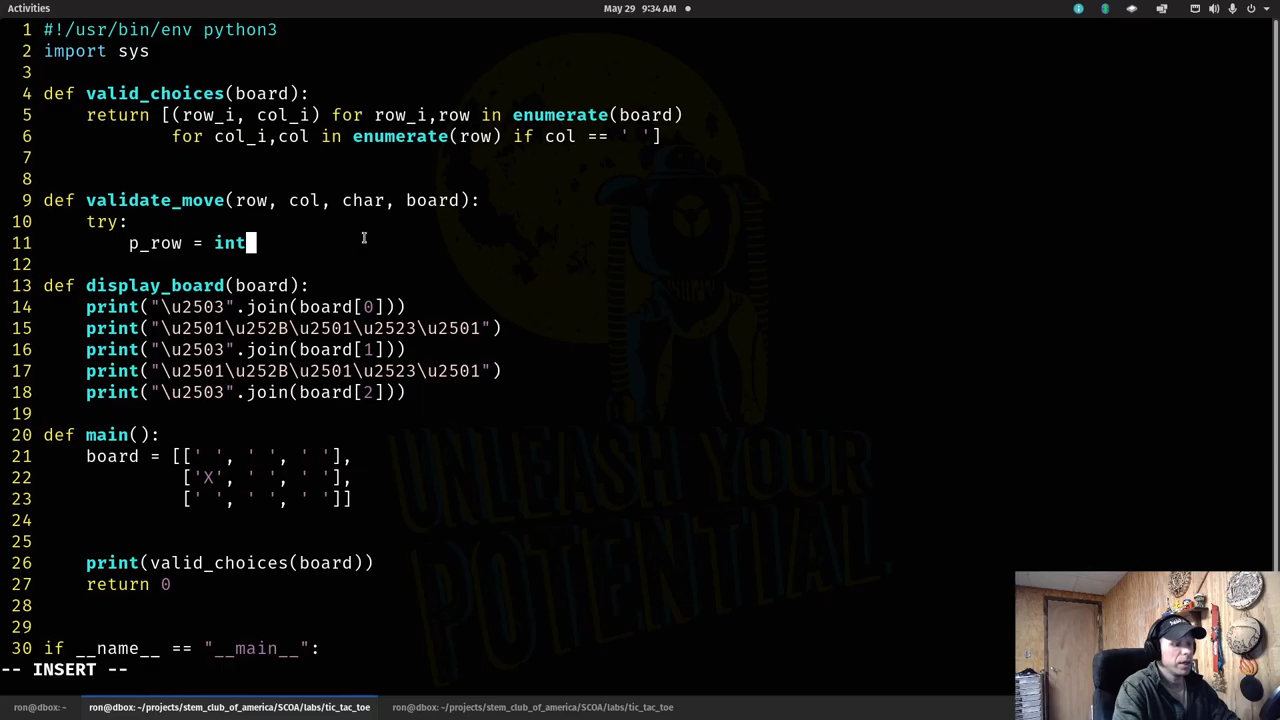 Activities
May 29 9:34 AM
1 #!/usr/bin/env python3
2 import sys
3
4 def valid_choices(board):
5     return [(row_i, col_i) for row_i,row in enumerate(board)
6             for col_i,col in enumerate(row) if col == ' ']
7
8
9 def validate_move(row, col, char, board):
10     try:
11         p_row = int
12
13 def display_board(board):
14     print("\u2503".join(board[0]))
15     print("\u2501\u252B\u2501\u2523\u2501")
16     print("\u2503".join(board[1]))
17     print("\u2501\u252B\u2501\u2523\u2501")
18     print("\u2503".join(board[2]))
19
20 def main():
21     board = [[' ', ' ', ' '],
22              ['X', ' ', ' '],
23              [' ', ' ', ' ']]
24
25
26     print(valid_choices(board))
27     return 0
28
29
30 if __name__ == "__main__":
-- INSERT --
ron@dbox: ~ ron@dbox: ~/projects/stem_club_of_america/SCOA/labs/tic_tac_toe ron@dbox: ~/projects/stem_club_of_america/SCOA/labs/tic_tac_toe
UNLEASH YOUR
POTENTIAL.